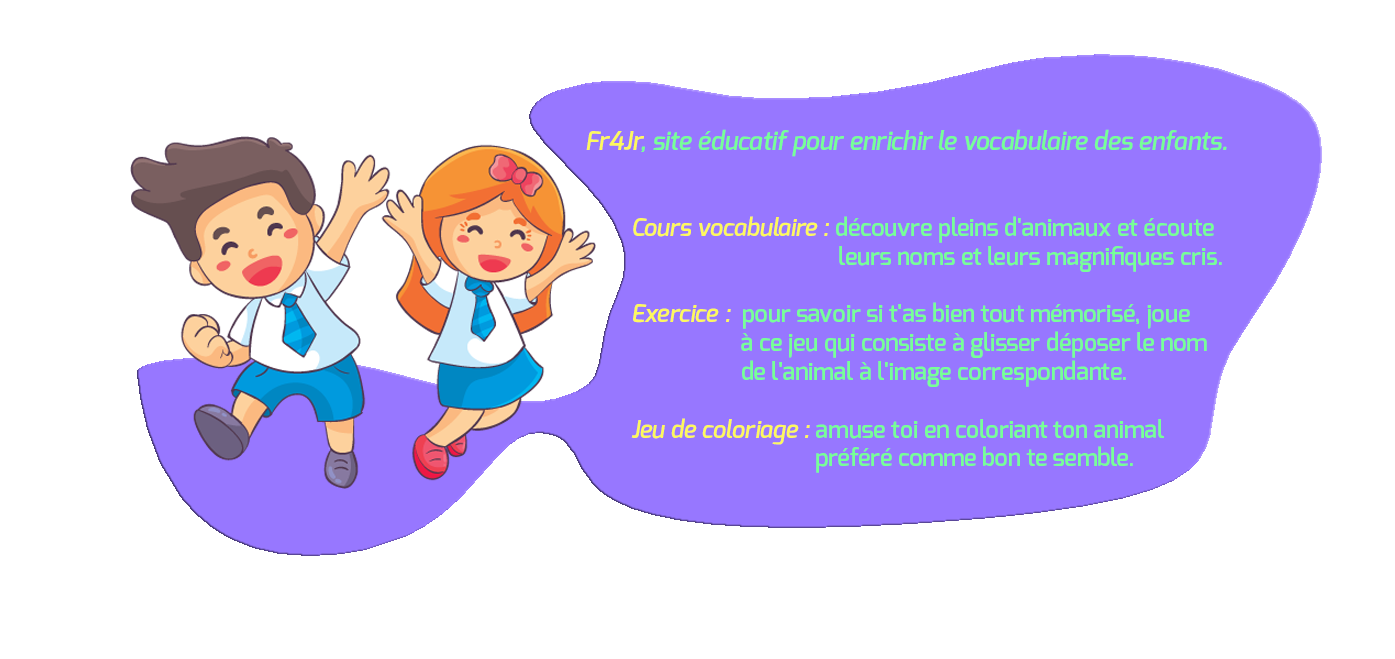 Fr4Jr, site éducatif pour enrichir le vocabulaire des enfants.
Cours vocabulaire : découvre pleins d'animaux et écoute
leurs noms et leurs magnifiques cris.
Exercice : pour savoir si t'as bien tout mémorisé, joue
à ce jeu qui consiste à glisser déposer le nom
de l'animal à l'image correspondante.
Jeu de coloriage : amuse toi en coloriant ton animal
préféré comme bon te semble.